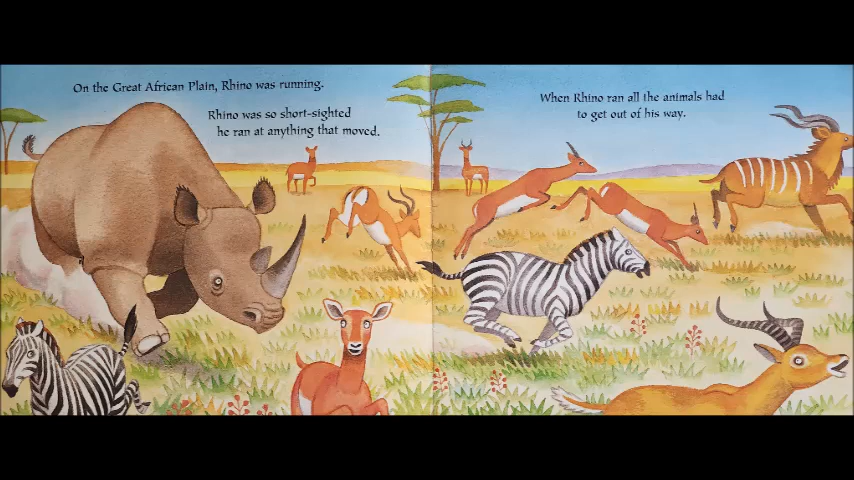 On the Great African Plain, Rhino was running.
Rhino was so short-sighted
he ran at anything that moved.
When Rhino ran all the animals had
to get out of his way.